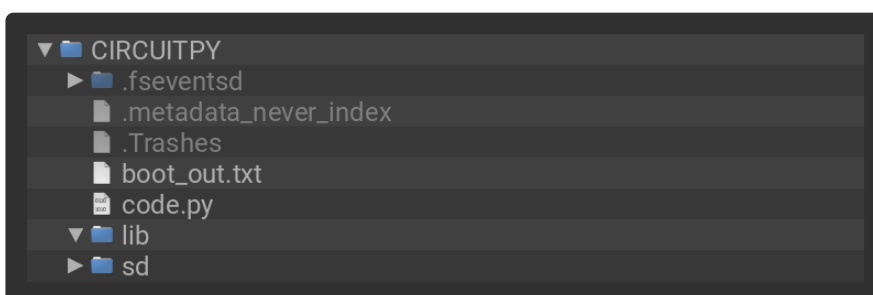 CIRCUITPY
.fseventsd
.metadata_never_index
.Trashes
boot_out.txt
code.py
lib
sd